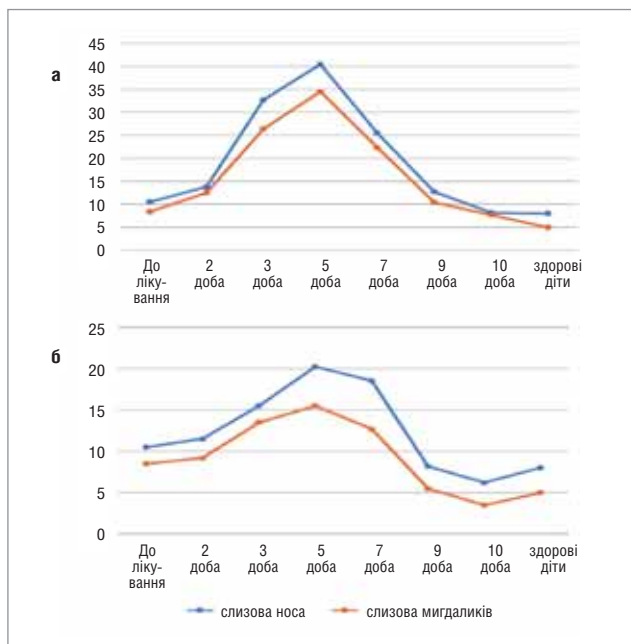 а
45
40
35
30
25
20
15
10
5
0
До
ліку-
вання
2
доба
3
доба
5
доба
7
доба
9
доба
10
доба
здорові
діти
б
25
20
15
10
5
0
До
лікування
2
доба
3
доба
5
доба
7
доба
9
доба
10
доба
здорові
діти
слизова носа
слизова мигдаликів